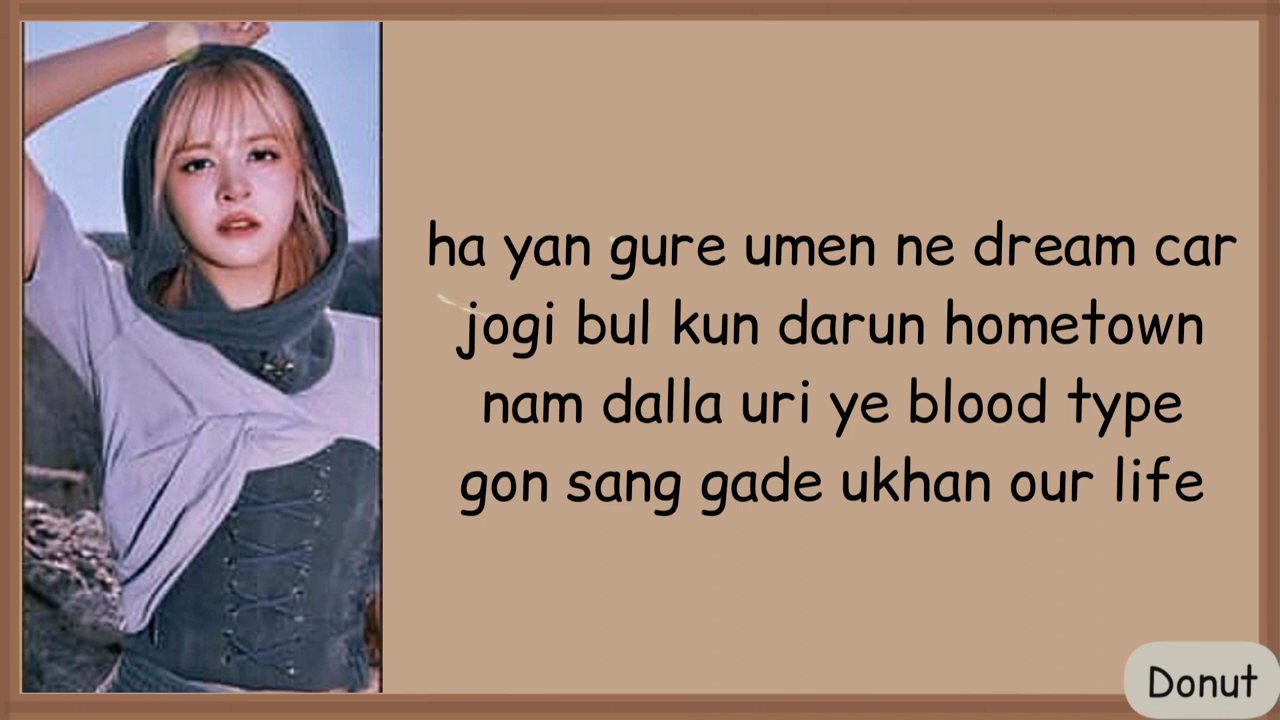 ha yan gure umen ne dream car
jogi bul kun darun hometown
nam dalla uri ye blood type
gon sang gade ukhan our life
Donut